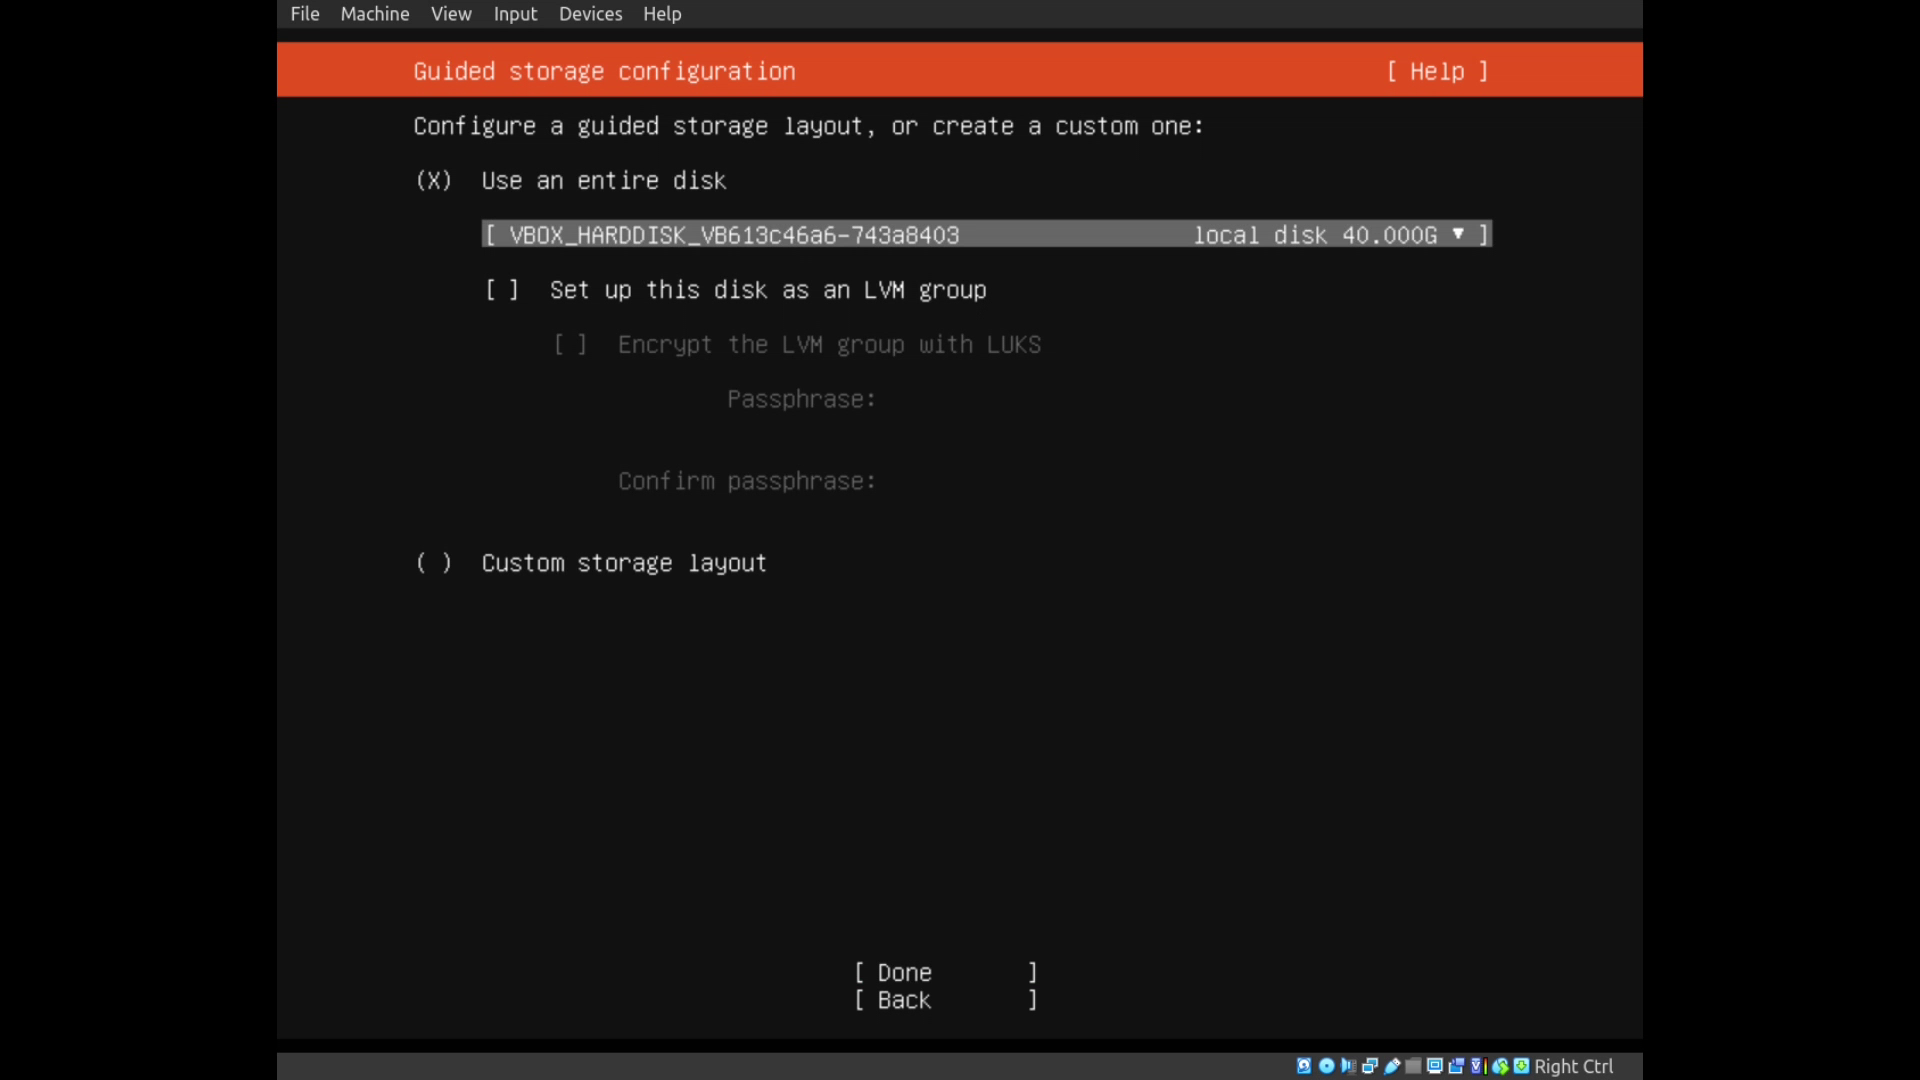 File Machine View Input Devices Help
Guided storage configuration [ Help ]
Configure a guided storage layout, or create a custom one:
(X) Use an entire disk
[ VBOX_HARDDISK_VB613c46a6-743a8403 local disk 40.000G ▾ ]
[ ] Set up this disk as an LVM group
[ ] Encrypt the LVM group with LUKS
Passphrase:
Confirm passphrase:
( ) Custom storage layout
[ Done ]
[ Back ]
Right Ctrl